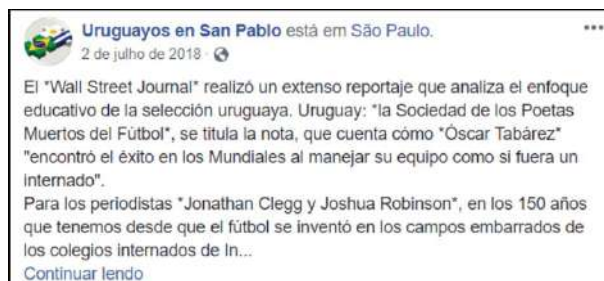 Uruguayos en San Pablo está em São Paulo.
2 de julho de 2018 ·
El *Wall Street Journal* realizó un extenso reportaje que analiza el enfoque
educativo de la selección uruguaya. Uruguay: *la Sociedad de los Poetas
Muertos del Fútbol*, se titula la nota, que cuenta cómo *Óscar Tabárez*
"encontró el éxito en los Mundiales al manejar su equipo como si fuera un
internado".
Para los periodistas *Jonathan Clegg y Joshua Robinson*, en los 150 años
que tenemos desde que el fútbol se inventó en los campos embarrados de
los colegios internados de In...
Continuar lendo